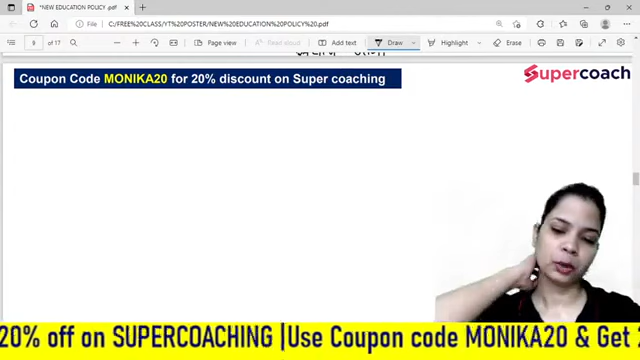 *NEW EDUCATION POLICY .pdf
C:/FREE%20CLASS/YT%20POSTER/NEW%20EDUCATION%20POLICY%20.pdf
of 17
Page view
Read aloud
Add text
Draw
Highlight
Erase
Coupon Code MONIKA20 for 20% discount on Super coaching
Supercoach
20% off on SUPERCOACHING |Use Coupon code MONIKA20 & Get